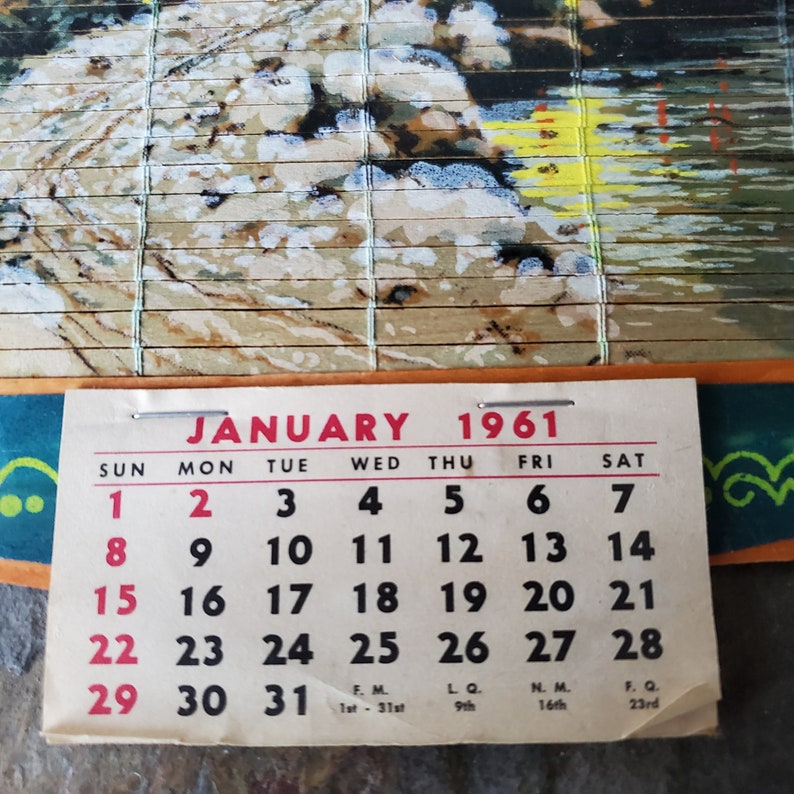 JANUARY 1961
SUN MON TUE WED THU FRI SAT
1 2 3 4 5 6 7
8 9 10 11 12 13 14
15 16 17 18 19 20 21
22 23 24 25 26 27 28
29 30 31 F. M. L. Q. N. M. F. Q.
1st - 31st 9th 16th 23rd